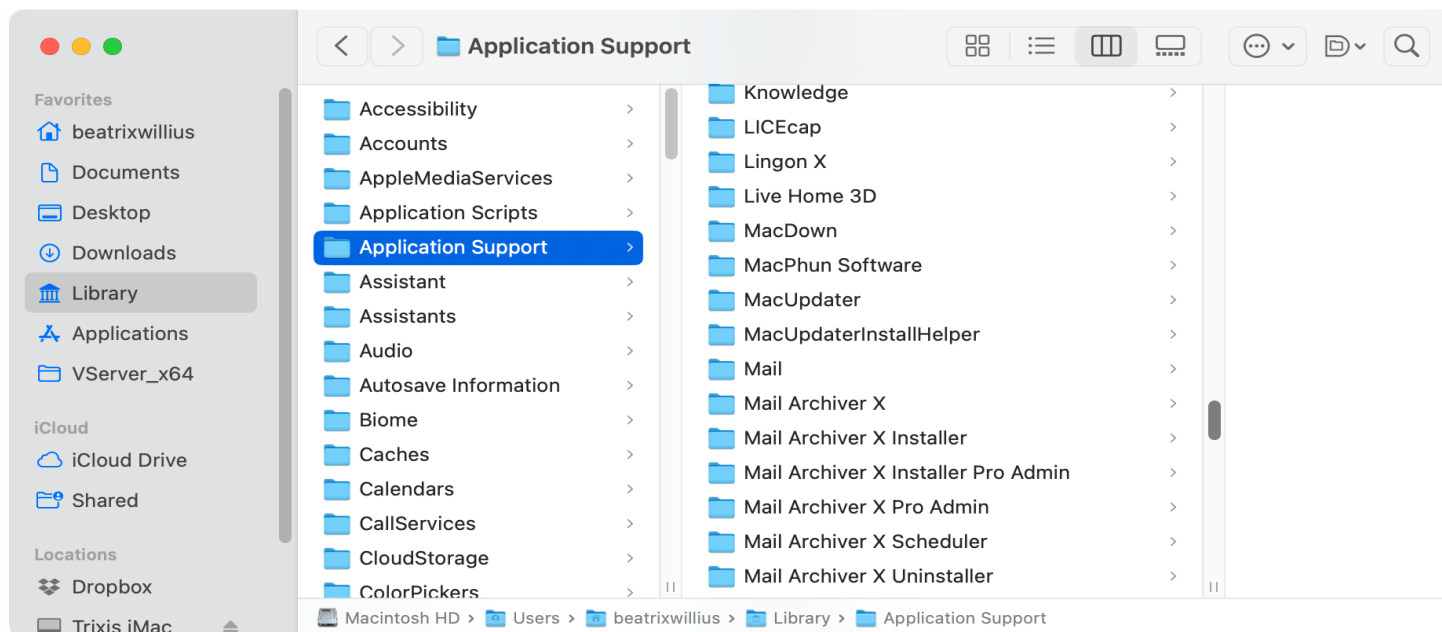 Application Support
Favorites
beatrixwillius
Documents
Desktop
Downloads
Library
Applications
VServer_x64
iCloud
iCloud Drive
Shared
Locations
Dropbox
Trixis iMac
Accessibility
Accounts
AppleMediaServices
Application Scripts
Application Support
Assistant
Assistants
Audio
Autosave Information
Biome
Caches
Calendars
CallServices
CloudStorage
ColorPickers
Knowledge
LICEcap
Lingon X
Live Home 3D
MacDown
MacPhun Software
MacUpdater
MacUpdaterInstallHelper
Mail
Mail Archiver X
Mail Archiver X Installer
Mail Archiver X Installer Pro Admin
Mail Archiver X Pro Admin
Mail Archiver X Scheduler
Mail Archiver X Uninstaller
Macintosh HD › Users › beatrixwillius › Library › Application Support